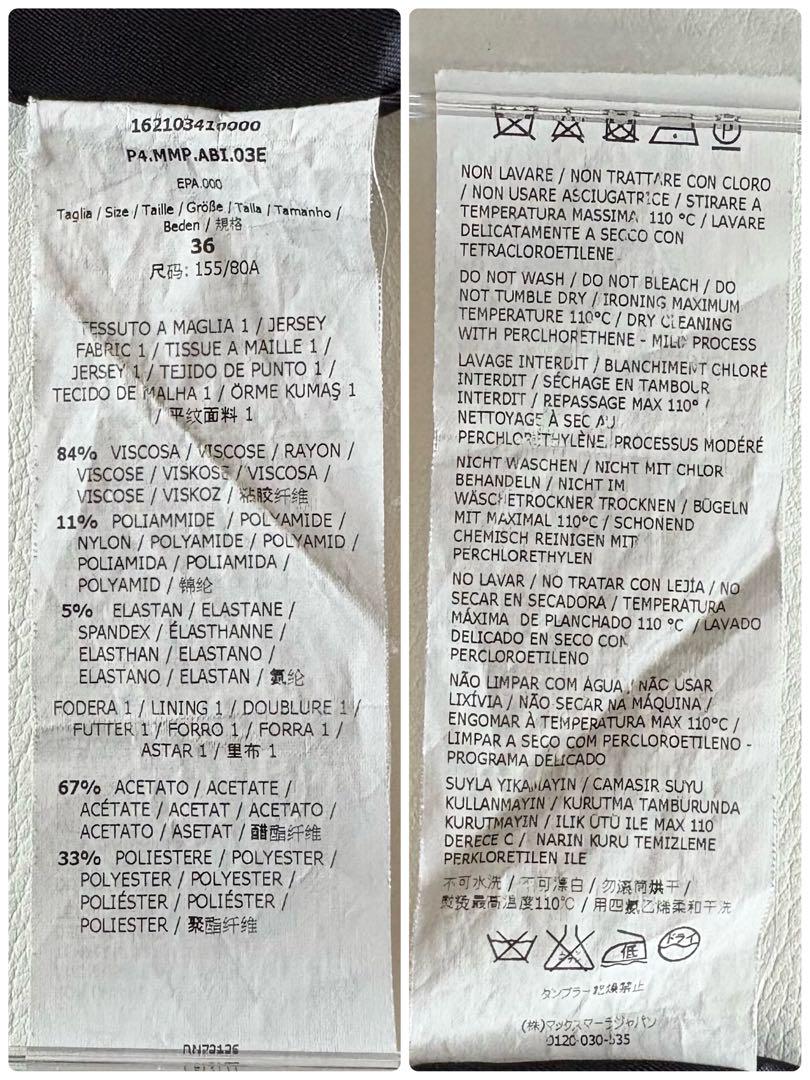 162103410000
P4.MMP.ABI.03E
EPA.000
Taglia / Size / Taille / Größe / Talla / Tamanho /
Beden / 規格
36
尺码: 155/80A
TESSUTO A MAGLIA 1 / JERSEY
FABRIC 1 / TISSUE A MAILLE 1 /
JERSEY 1 / TEJIDO DE PUNTO 1 /
TECIDO DE MALHA 1 / ÖRME KUMAŞ 1
/ 平纹面料 1
84% VISCOSA / VISCOSE / RAYON /
VISCOSE / VISKOSE / VISCOSA /
VISCOSE / VISKOZ / 粘胶纤维
11% POLIAMMIDE / POLYAMIDE /
NYLON / POLYAMIDE / POLYAMID /
POLIAMIDA / POLIAMIDA /
POLYAMID / 锦纶
5% ELASTAN / ELASTANE /
SPANDEX / ÉLASTHANNE /
ELASTHAN / ELASTANO /
ELASTANO / ELASTAN / 氨纶
FODERA 1 / LINING 1 / DOUBLURE 1 /
FUTTER 1 / FORRO 1 / FORRA 1 /
ASTAR 1 / 里布 1
67% ACETATO / ACETATE /
ACÉTATE / ACETAT / ACETATO /
ACETATO / ASETAT / 醋酯纤维
33% POLIESTERE / POLYESTER /
POLYESTER / POLYESTER /
POLIÉSTER / POLIÉSTER /
POLIESTER / 聚酯纤维
P
NON LAVARE / NON TRATTARE CON CLORO
/ NON USARE ASCIUGATRICE / STIRARE A
TEMPERATURA MASSIMA 110 °C / LAVARE
DELICATAMENTE A SECCO CON
TETRACLOROETILENE
DO NOT WASH / DO NOT BLEACH / DO
NOT TUMBLE DRY / IRONING MAXIMUM
TEMPERATURE 110°C / DRY CLEANING
WITH PERCLHORETHENE - MILD PROCESS
LAVAGE INTERDIT / BLANCHIMENT CHLORÉ
INTERDIT / SÉCHAGE EN TAMBOUR
INTERDIT / REPASSAGE MAX 110° /
NETTOYAGE À SEC AU
PERCHLORÉTHYLÈNE, PROCESSUS MODÉRÉ
NICHT WASCHEN / NICHT MIT CHLOR
BEHANDELN / NICHT IM
WÄSCHETROCKNER TROCKNEN / BÜGELN
MIT MAXIMAL 110°C / SCHONEND
CHEMISCH REINIGEN MIT
PERCHLORETHYLEN
NO LAVAR / NO TRATAR CON LEJÍA / NO
SECAR EN SECADORA / TEMPERATURA
MÁXIMA DE PLANCHADO 110 °C / LAVADO
DELICADO EN SECO CON
PERCLOROETILENO
NÃO LIMPAR COM ÁGUA / NÃO USAR
LIXÍVIA / NÃO SECAR NA MÁQUINA /
ENGOMAR À TEMPERATURA MAX 110°C /
LIMPAR A SECO COM PERCLOROETILENO -
PROGRAMA DELICADO
SUYLA YIKAMAYIN / CAMASIR SUYU
KULLANMAYIN / KURUTMA TAMBURUNDA
KURUTMAYIN / ILIK ÜTÜ ILE MAX 110
DERECE C / NARIN KURU TEMIZLEME
PERKLORETILEN ILE
不可水洗 / 不可漂白 / 勿滚筒烘干 /
熨烫最高温度110°C / 用四氯乙烯柔和干洗
エンソサラシ 低 ドライ
タンブラー乾燥禁止
(株)マックスマーラジャパン
0120-030-535